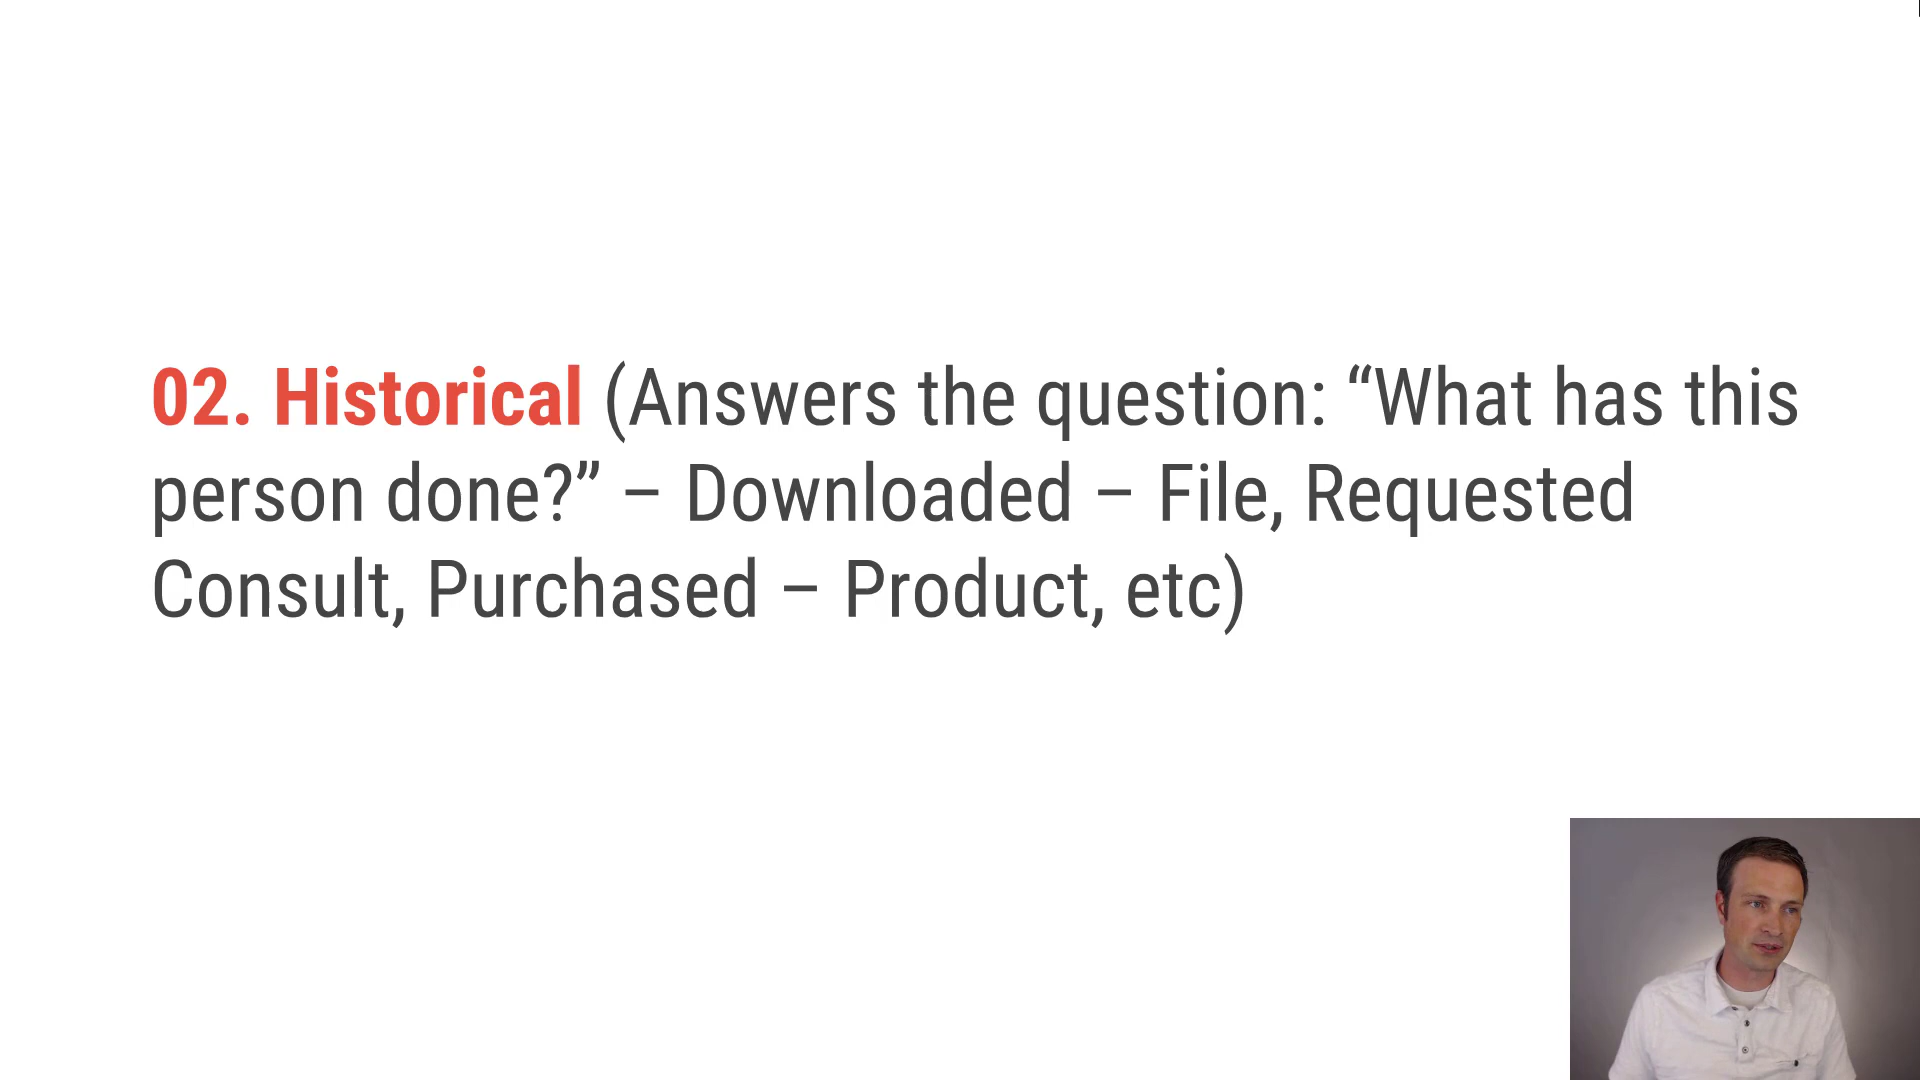 02. Historical (Answers the question: “What has this
person done?” – Downloaded – File, Requested
Consult, Purchased – Product, etc)